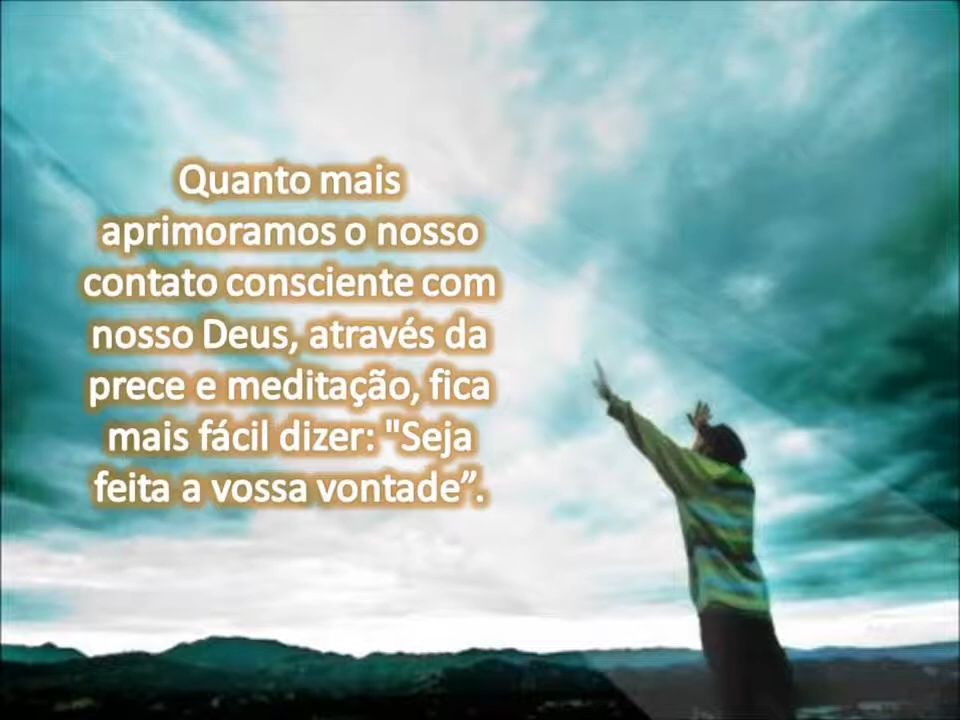 Quanto mais
aprimoramos o nosso
contato consciente com
nosso Deus, através da
prece e meditação, fica
mais fácil dizer: "Seja
feita a vossa vontade”.